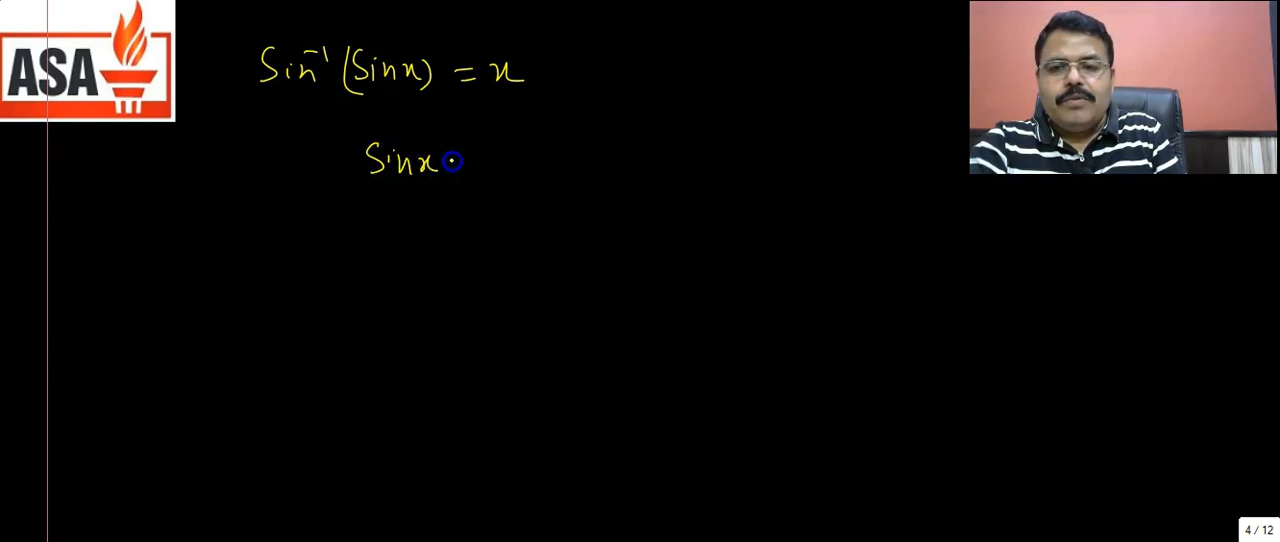 ASA
Sin⁻¹ (Sinx) = x
Sinx
4 / 12